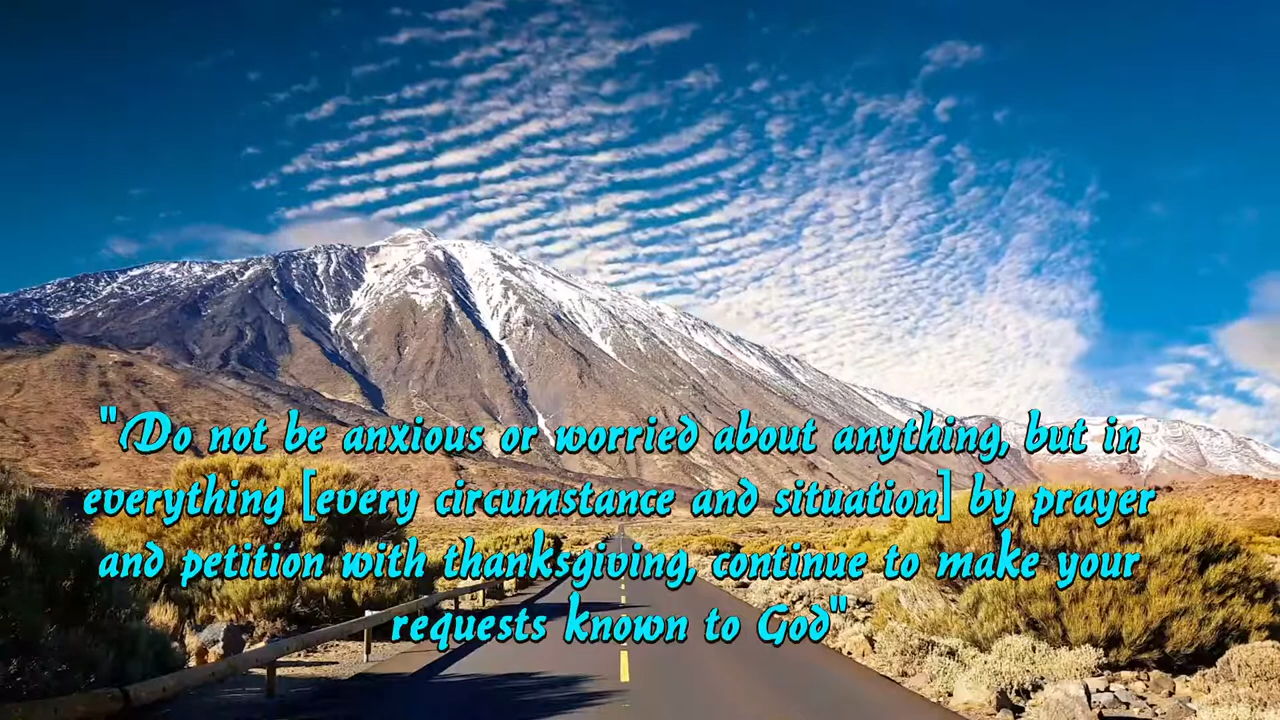 "Do not be anxious or worried about anything, but in
everything [every circumstance and situation] by prayer
and petition with thanksgiving, continue to make your
requests known to God"